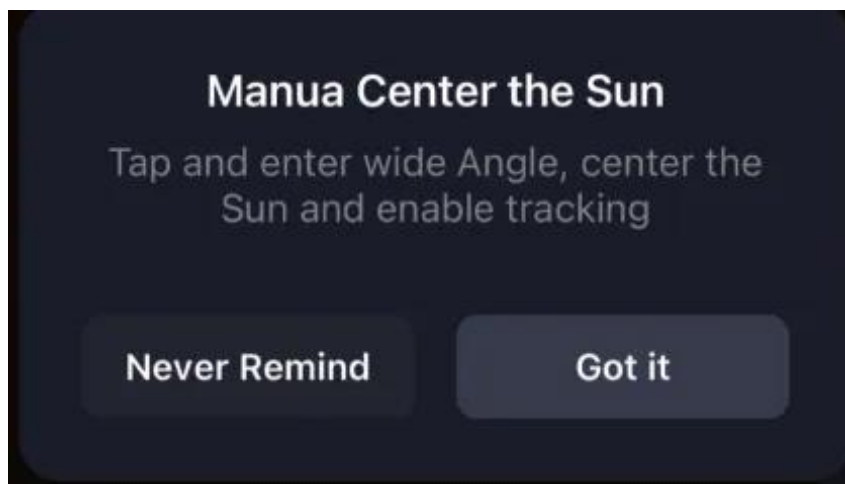 Manua Center the Sun
Tap and enter wide Angle, center the
Sun and enable tracking
Never Remind
Got it